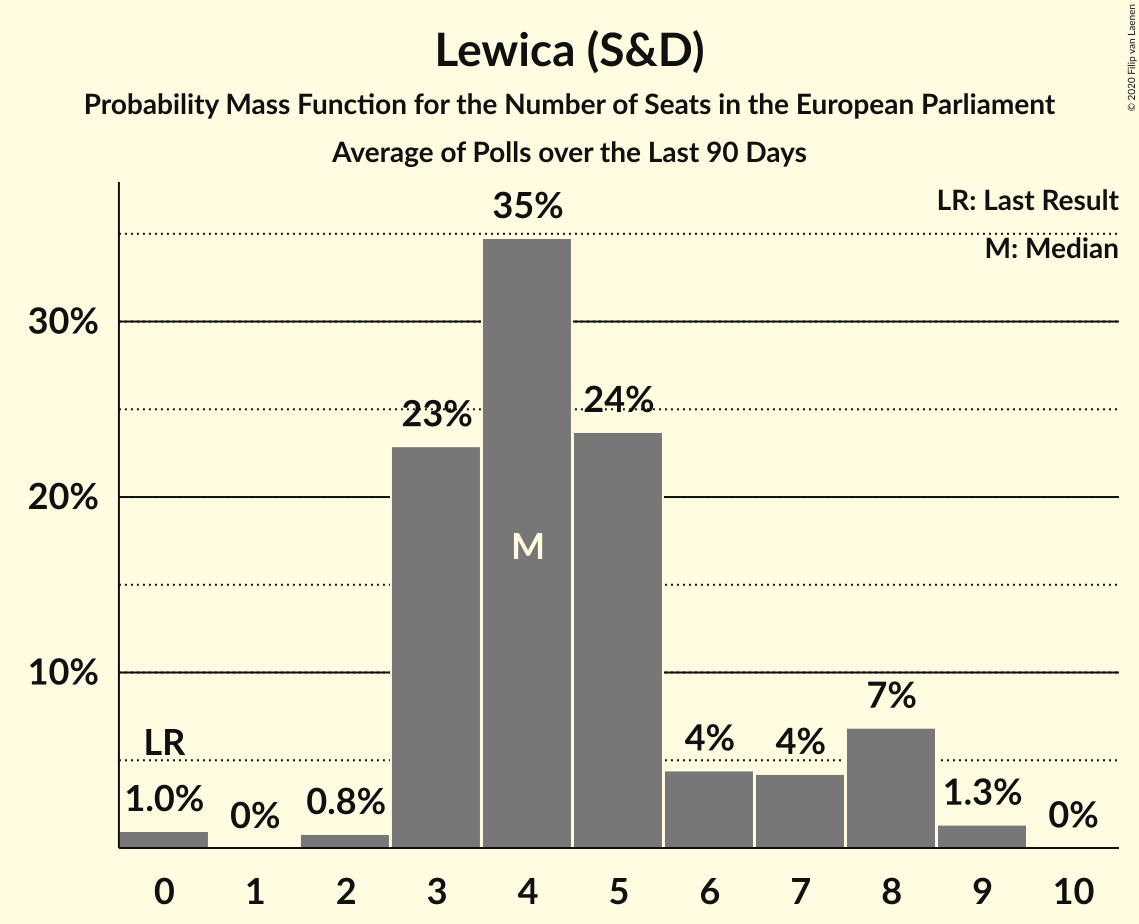 Lewica (S&D)
Probability Mass Function for the Number of Seats in the European Parliament
Average of Polls over the Last 90 Days
© 2020 Filip van Laenen
LR: Last Result
M: Median
35%
30%
24%
23%
20%
M
10%
7%
LR
4%
4%
1.0%
0%
0.8%
1.3%
0%
0 1 2 3 4 5 6 7 8 9 10